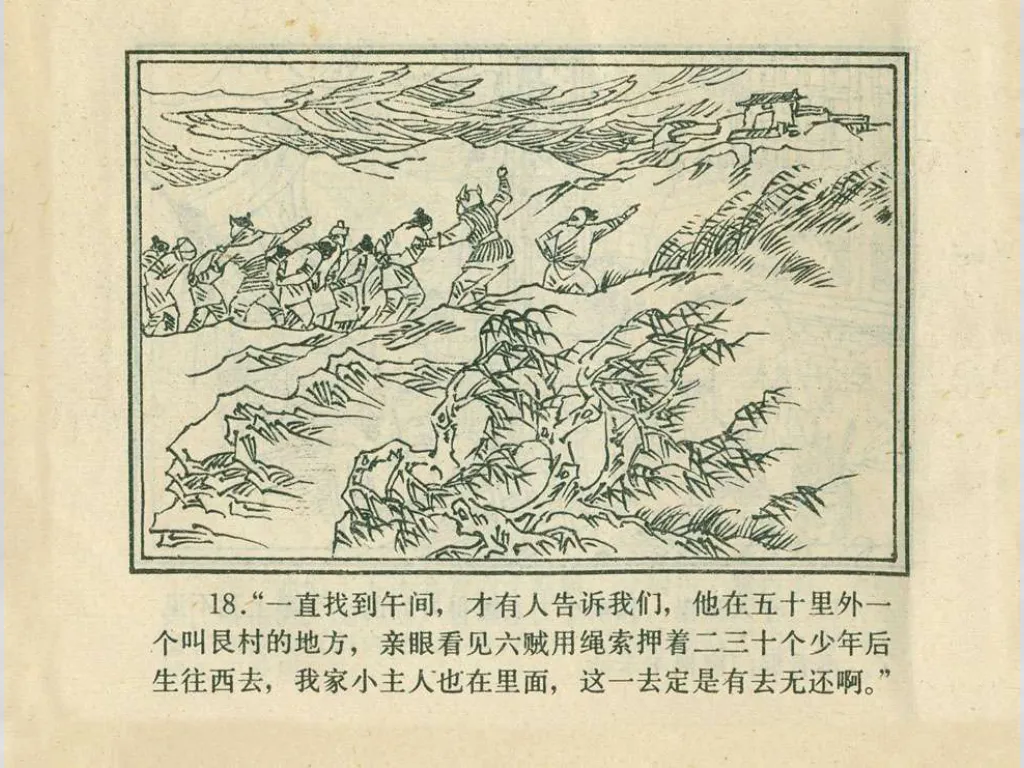 18.“一直找到午间，才有人告诉我们，他在五十里外一
个叫艮村的地方，亲眼看见六贼用绳索押着二三十个少年后
生往西去，我家小主人也在里面，这一去定是有去无还啊。”